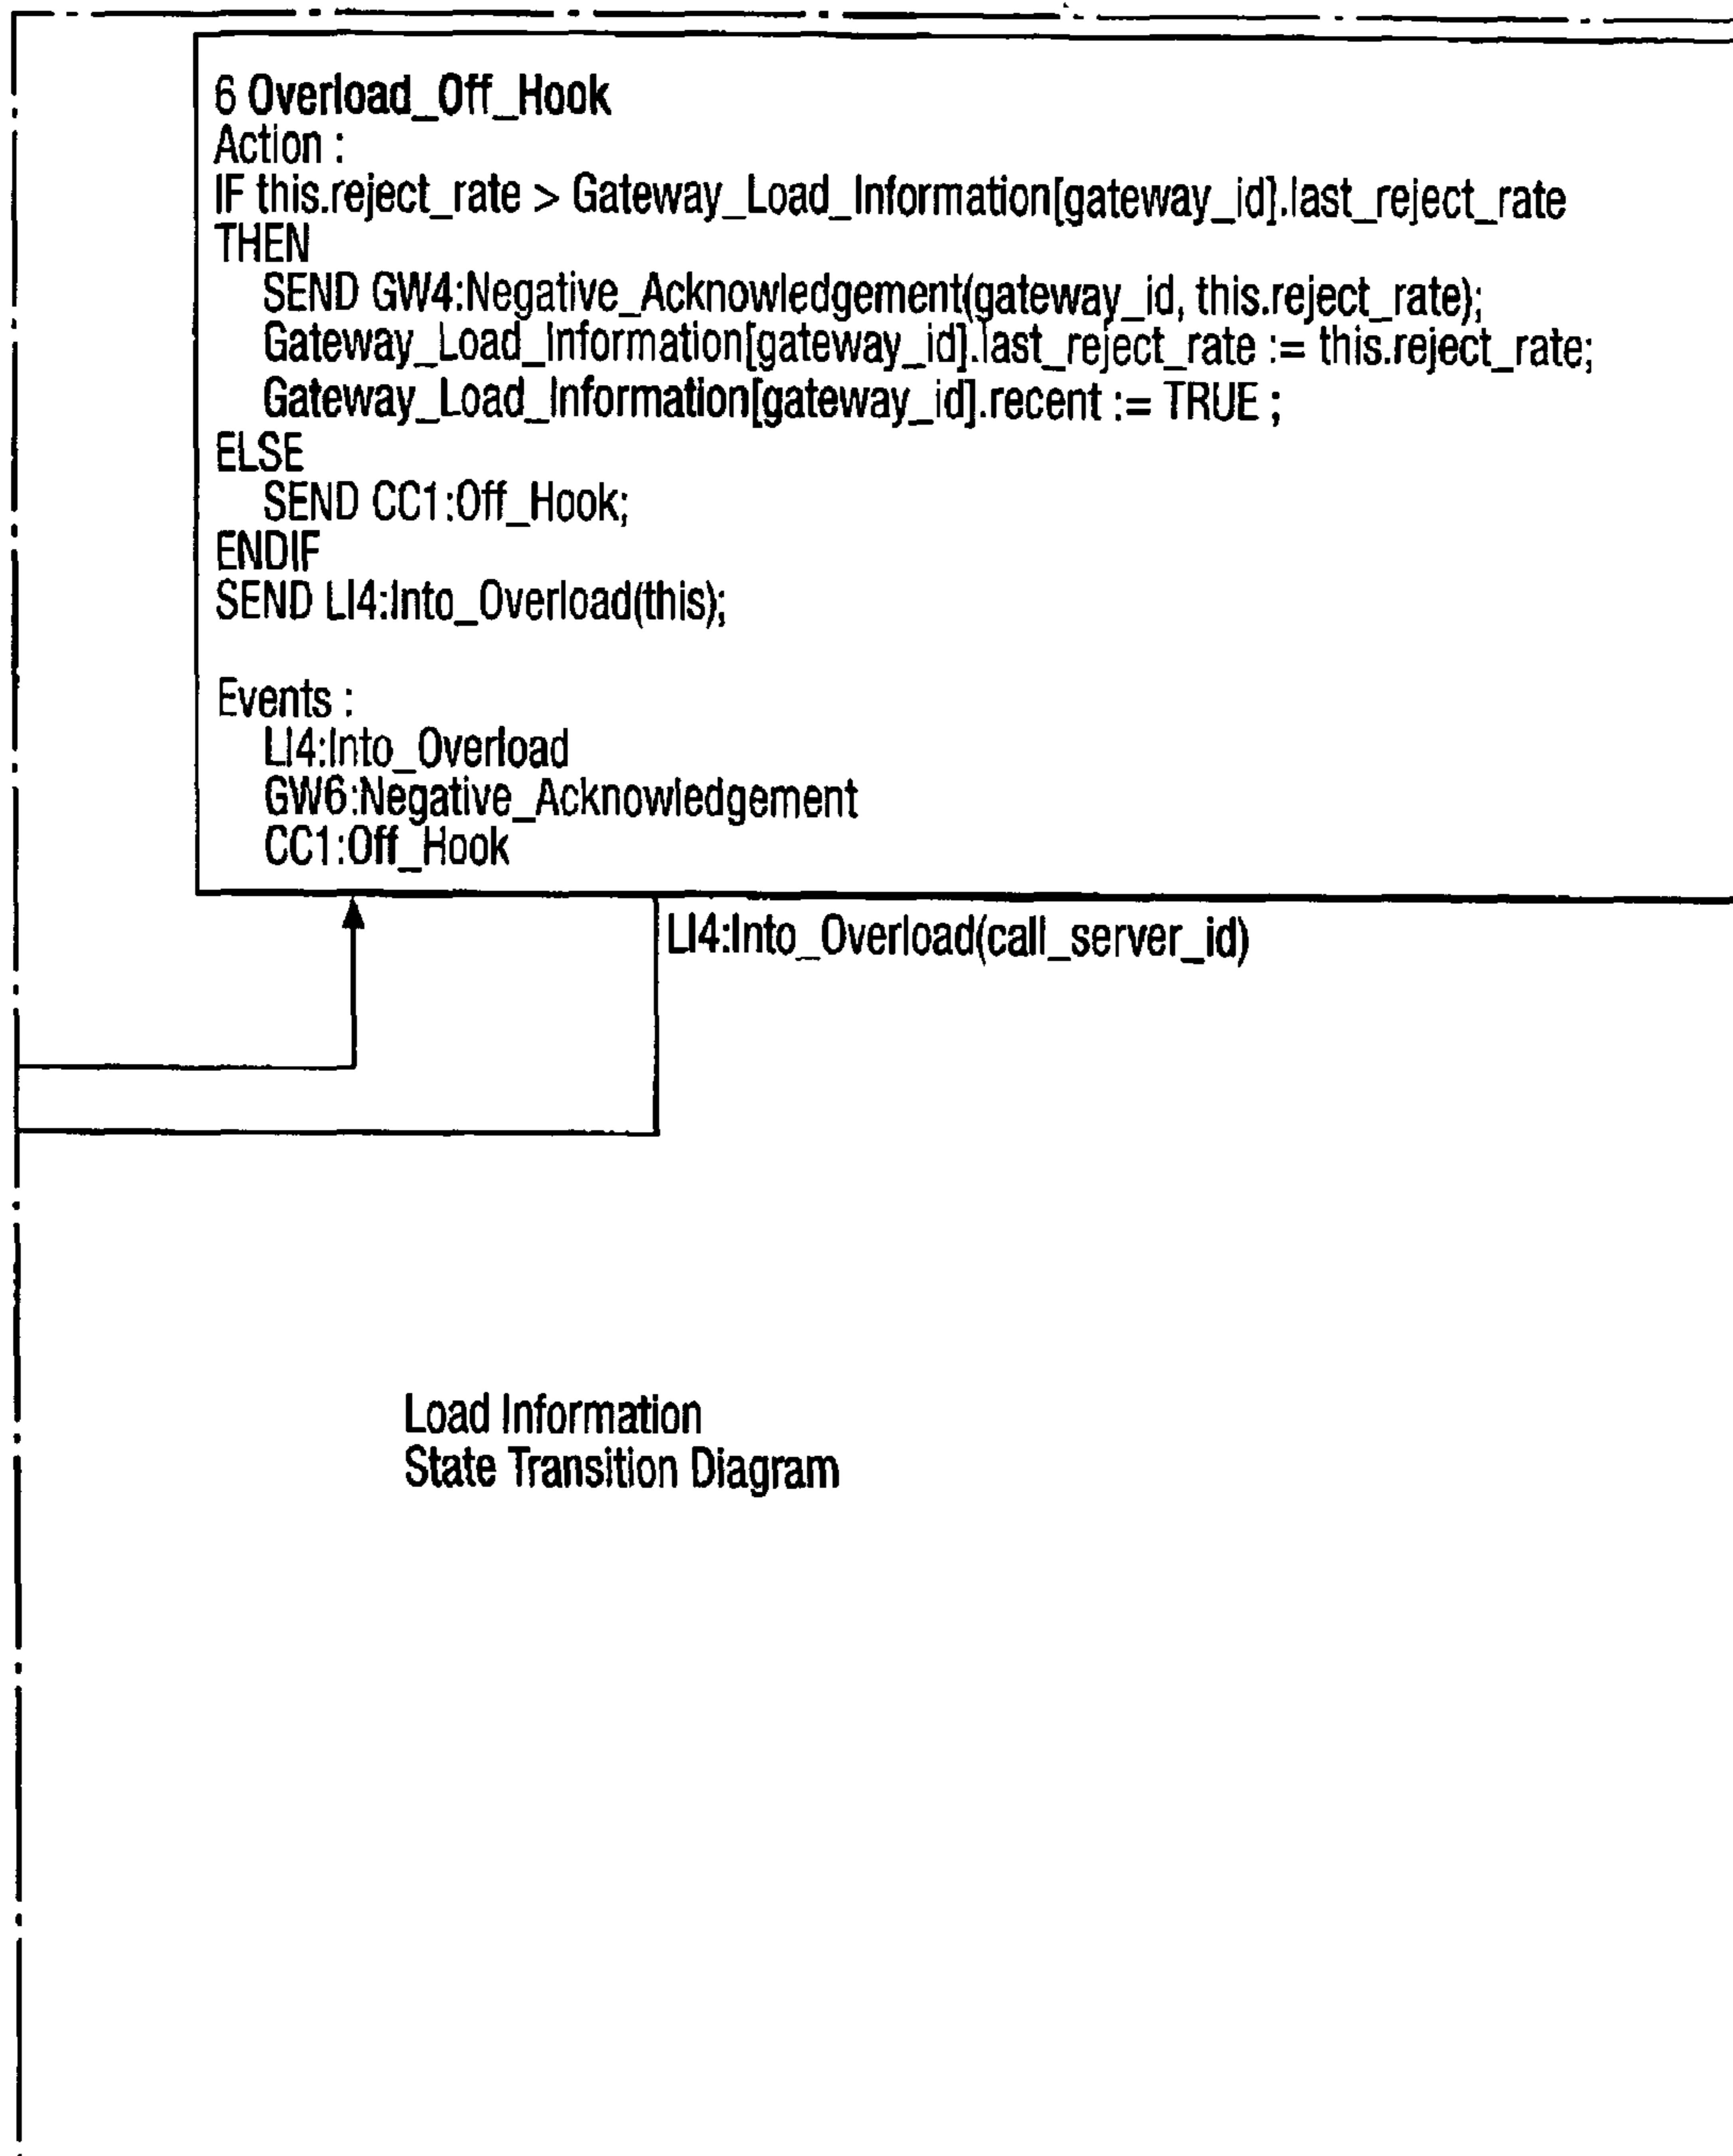 6 Overload_Off_Hook
Action :
IF this.reject_rate > Gateway_Load_Information[gateway_id].last_reject_rate
THEN
SEND GW4:Negative_Acknowledgement(gateway_id, this.reject_rate);
Gateway_Load_Information[gateway_id].last_reject_rate := this.reject_rate;
Gateway_Load_Information[gateway_id].recent := TRUE ;
ELSE
SEND CC1:Off_Hook;
ENDIF
SEND LI4:Into_Overload(this);
Events :
LI4:Into_Overload
GW6:Negative_Acknowledgement
CC1:Off_Hook
LI4:Into_Overload(call_server_id)
Load Information
State Transition Diagram